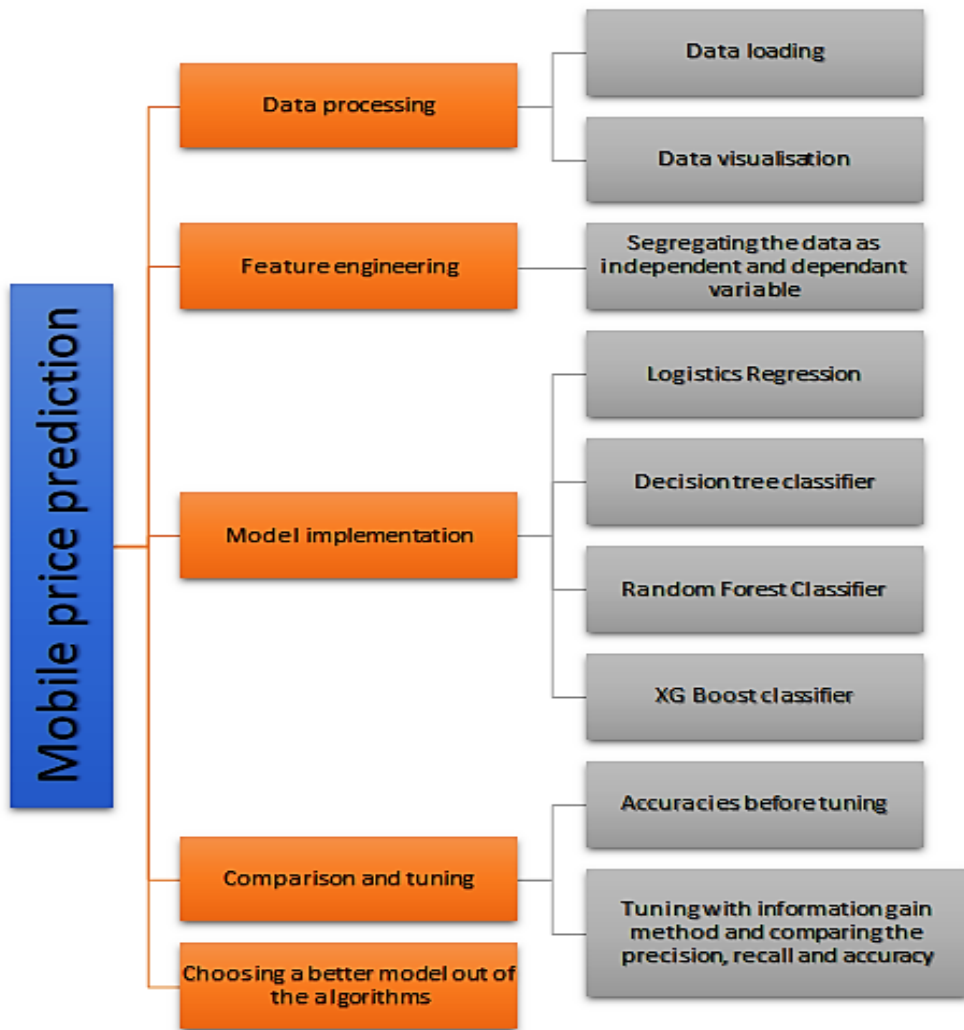 Mobile price prediction
Data processing
Data loading
Data visualisation
Feature engineering
Segregating the data as
independent and dependant
variable
Model implementation
Logistics Regression
Decision tree classifier
Random Forest Classifier
XG Boost classifier
Comparison and tuning
Accuracies before tuning
Tuning with information gain
method and comparing the
precision, recall and accuracy
Choosing a better model out of
the algorithms